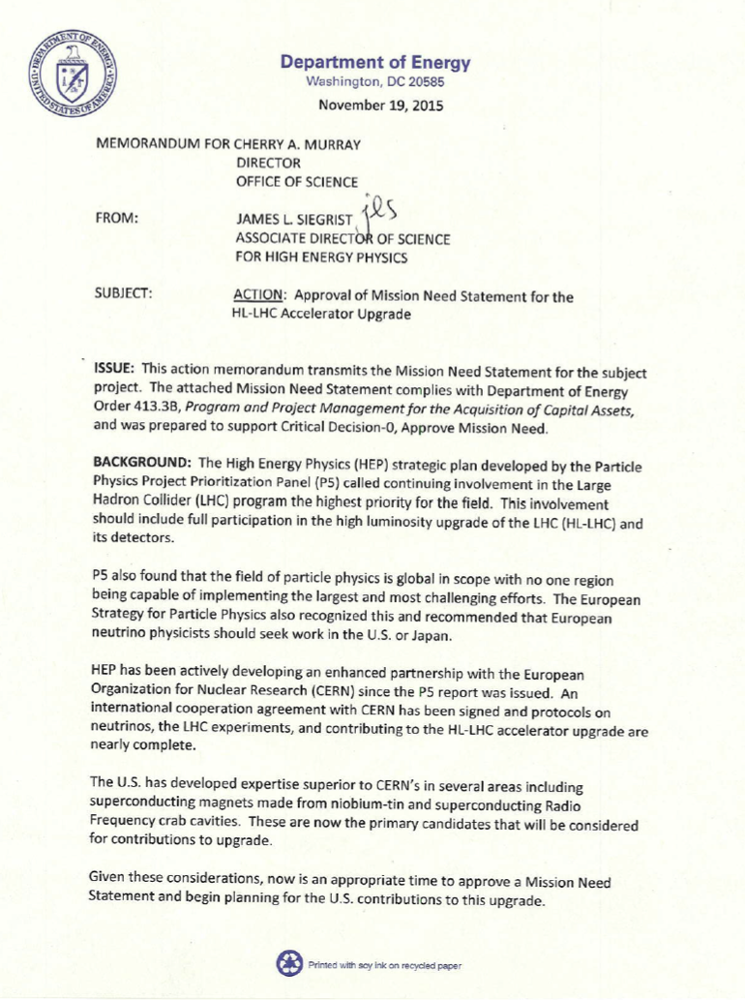 DEPARTMENT OF ENERGY
UNITED STATES OF AMERICA
Department of Energy
Washington, DC 20585
November 19, 2015
MEMORANDUM FOR CHERRY A. MURRAY
DIRECTOR
OFFICE OF SCIENCE
FROM: JAMES L. SIEGRIST jls
ASSOCIATE DIRECTOR OF SCIENCE
FOR HIGH ENERGY PHYSICS
SUBJECT: ACTION: Approval of Mission Need Statement for the
HL-LHC Accelerator Upgrade
ISSUE: This action memorandum transmits the Mission Need Statement for the subject
project. The attached Mission Need Statement complies with Department of Energy
Order 413.3B, Program and Project Management for the Acquisition of Capital Assets,
and was prepared to support Critical Decision-0, Approve Mission Need.
BACKGROUND: The High Energy Physics (HEP) strategic plan developed by the Particle
Physics Project Prioritization Panel (P5) called continuing involvement in the Large
Hadron Collider (LHC) program the highest priority for the field. This involvement
should include full participation in the high luminosity upgrade of the LHC (HL-LHC) and
its detectors.
P5 also found that the field of particle physics is global in scope with no one region
being capable of implementing the largest and most challenging efforts. The European
Strategy for Particle Physics also recognized this and recommended that European
neutrino physicists should seek work in the U.S. or Japan.
HEP has been actively developing an enhanced partnership with the European
Organization for Nuclear Research (CERN) since the P5 report was issued. An
international cooperation agreement with CERN has been signed and protocols on
neutrinos, the LHC experiments, and contributing to the HL-LHC accelerator upgrade are
nearly complete.
The U.S. has developed expertise superior to CERN's in several areas including
superconducting magnets made from niobium-tin and superconducting Radio
Frequency crab cavities. These are now the primary candidates that will be considered
for contributions to upgrade.
Given these considerations, now is an appropriate time to approve a Mission Need
Statement and begin planning for the U.S. contributions to this upgrade.
Printed with soy ink on recycled paper